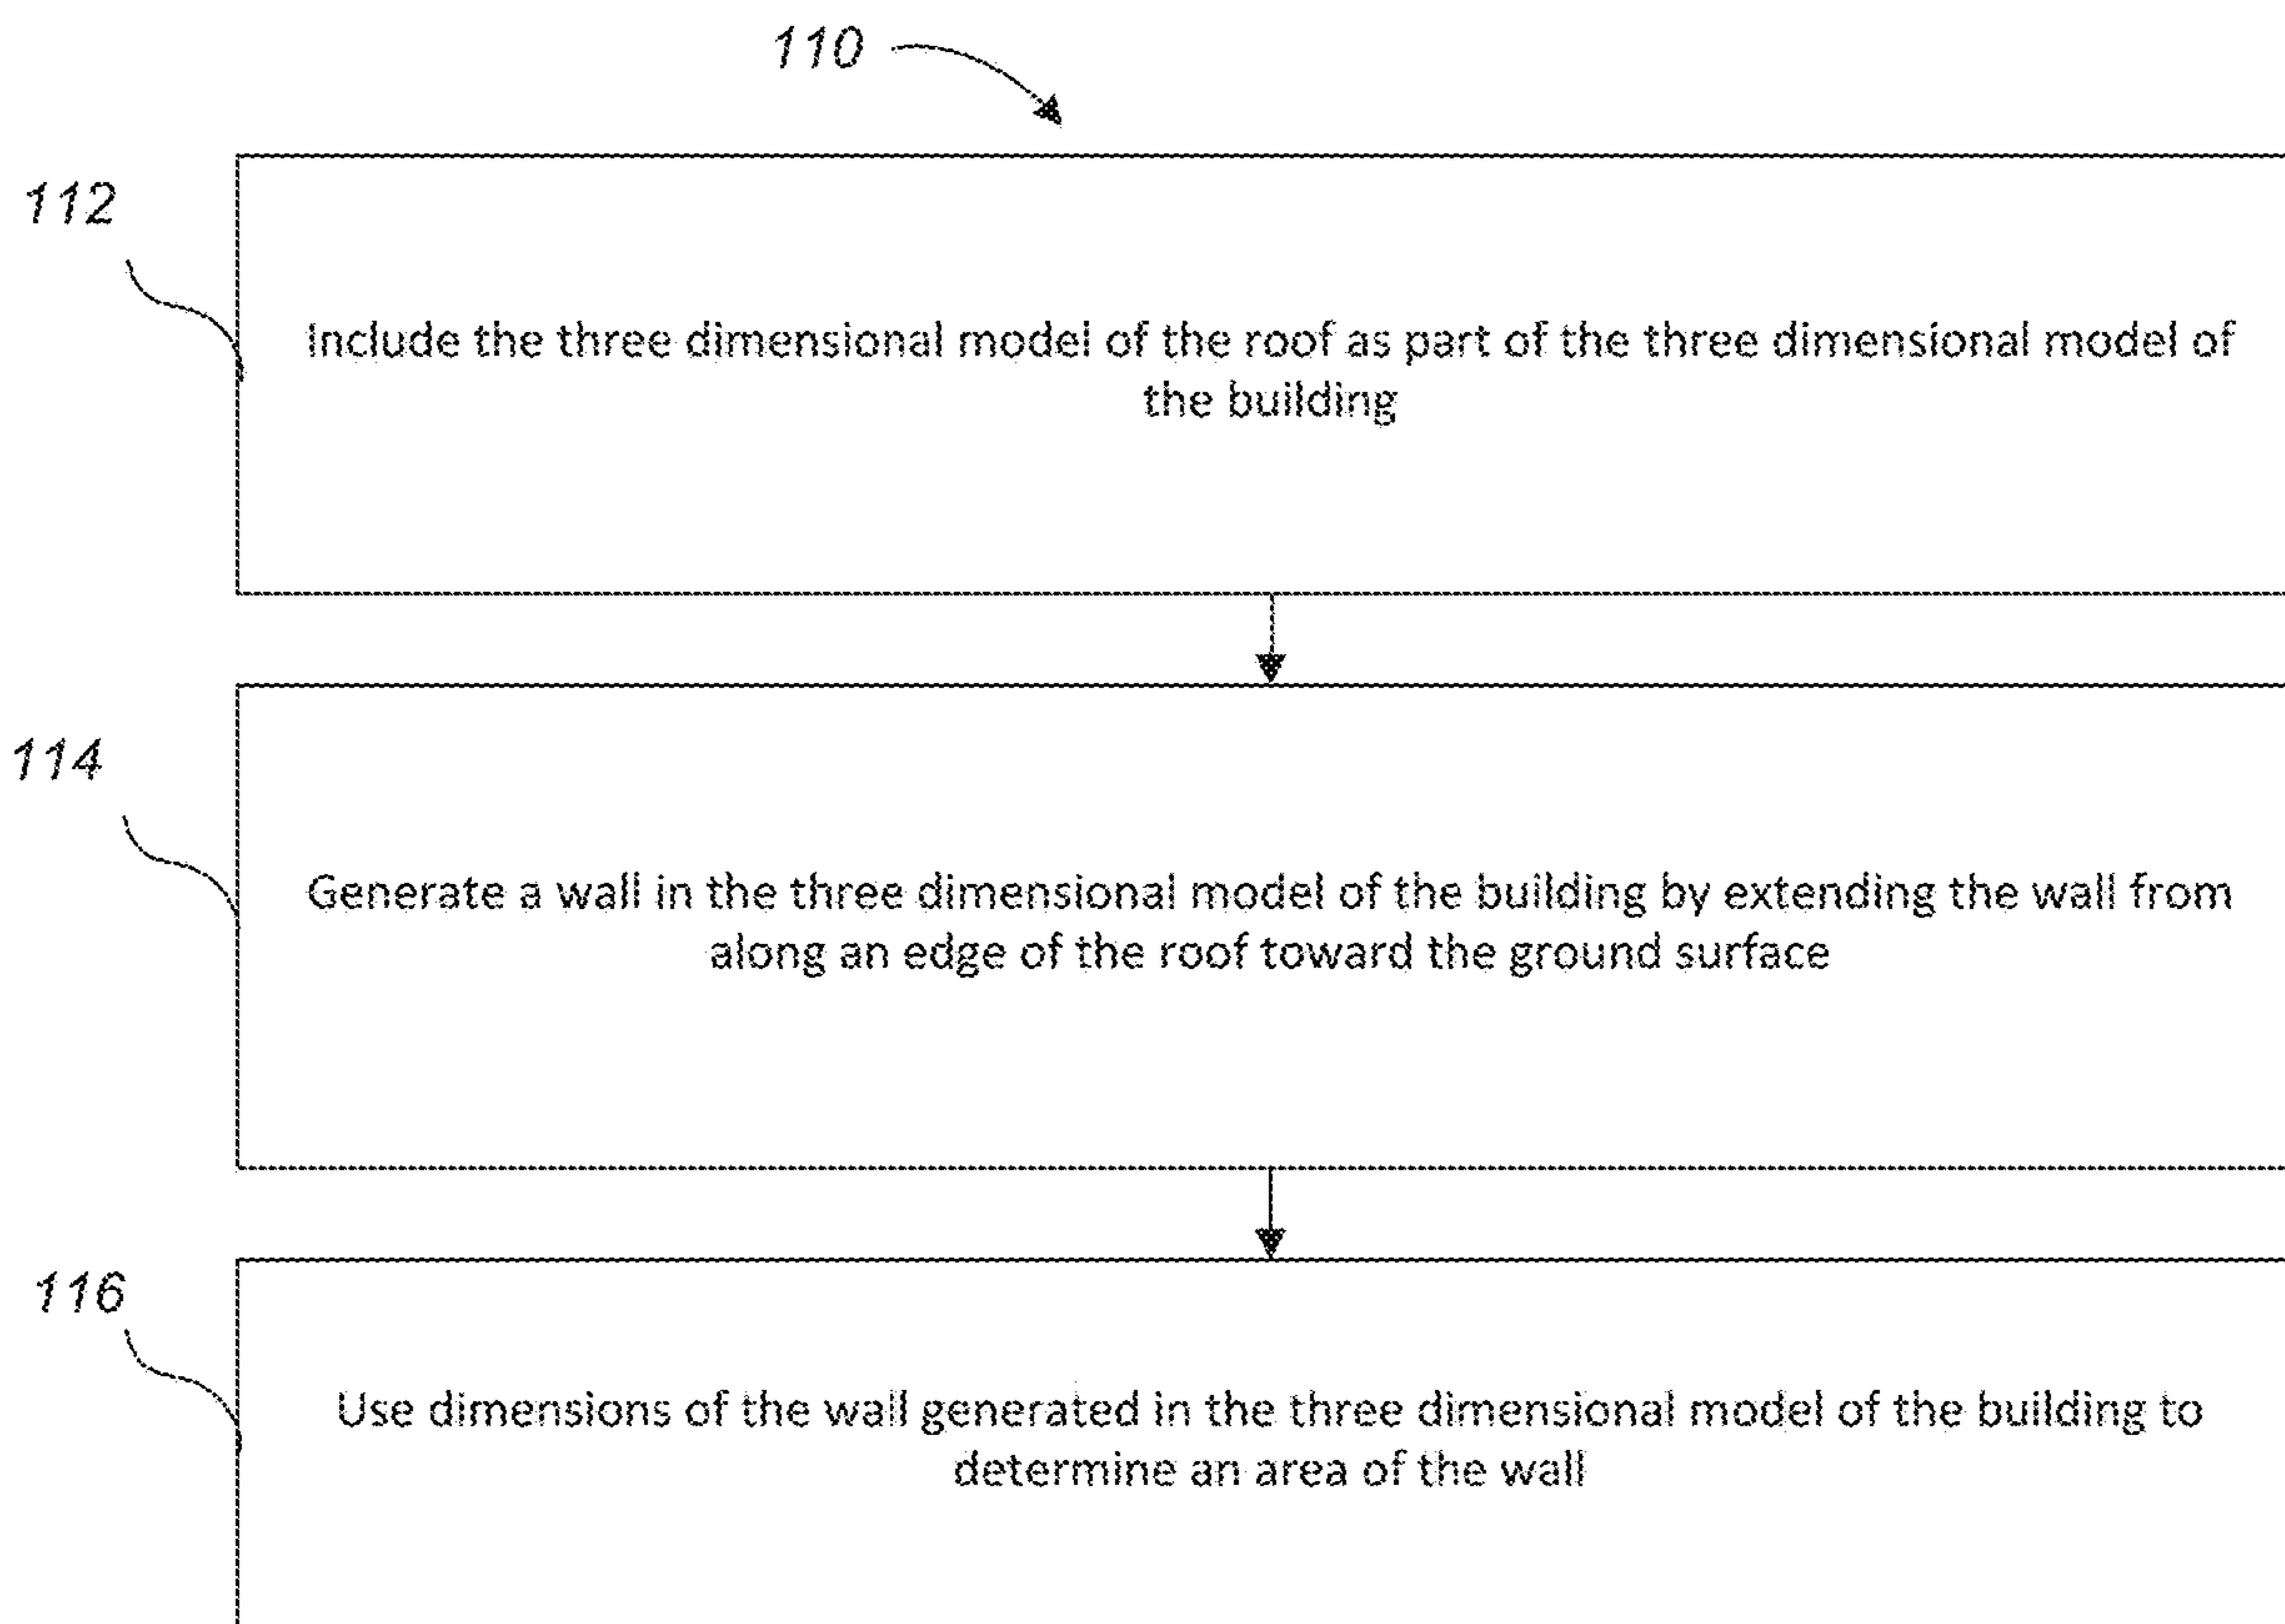 110
112
Include the three dimensional model of the roof as part of the three dimensional model of
the building
114
Generate a wall in the three dimensional model of the building by extending the wall from
along an edge of the roof toward the ground surface
116
Use dimensions of the wall generated in the three dimensional model of the building to
determine an area of the wall